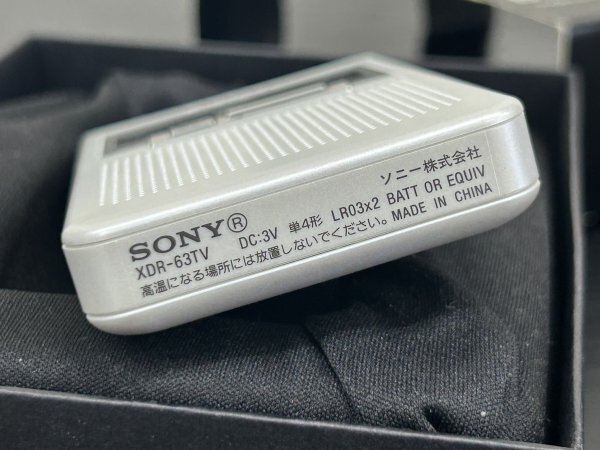 ソニー株式会社
SONY®
XDR-63TV DC:3V 単4形 LR03x2 BATT OR EQUIV
高温になる場所には放置しないでください。MADE IN CHINA